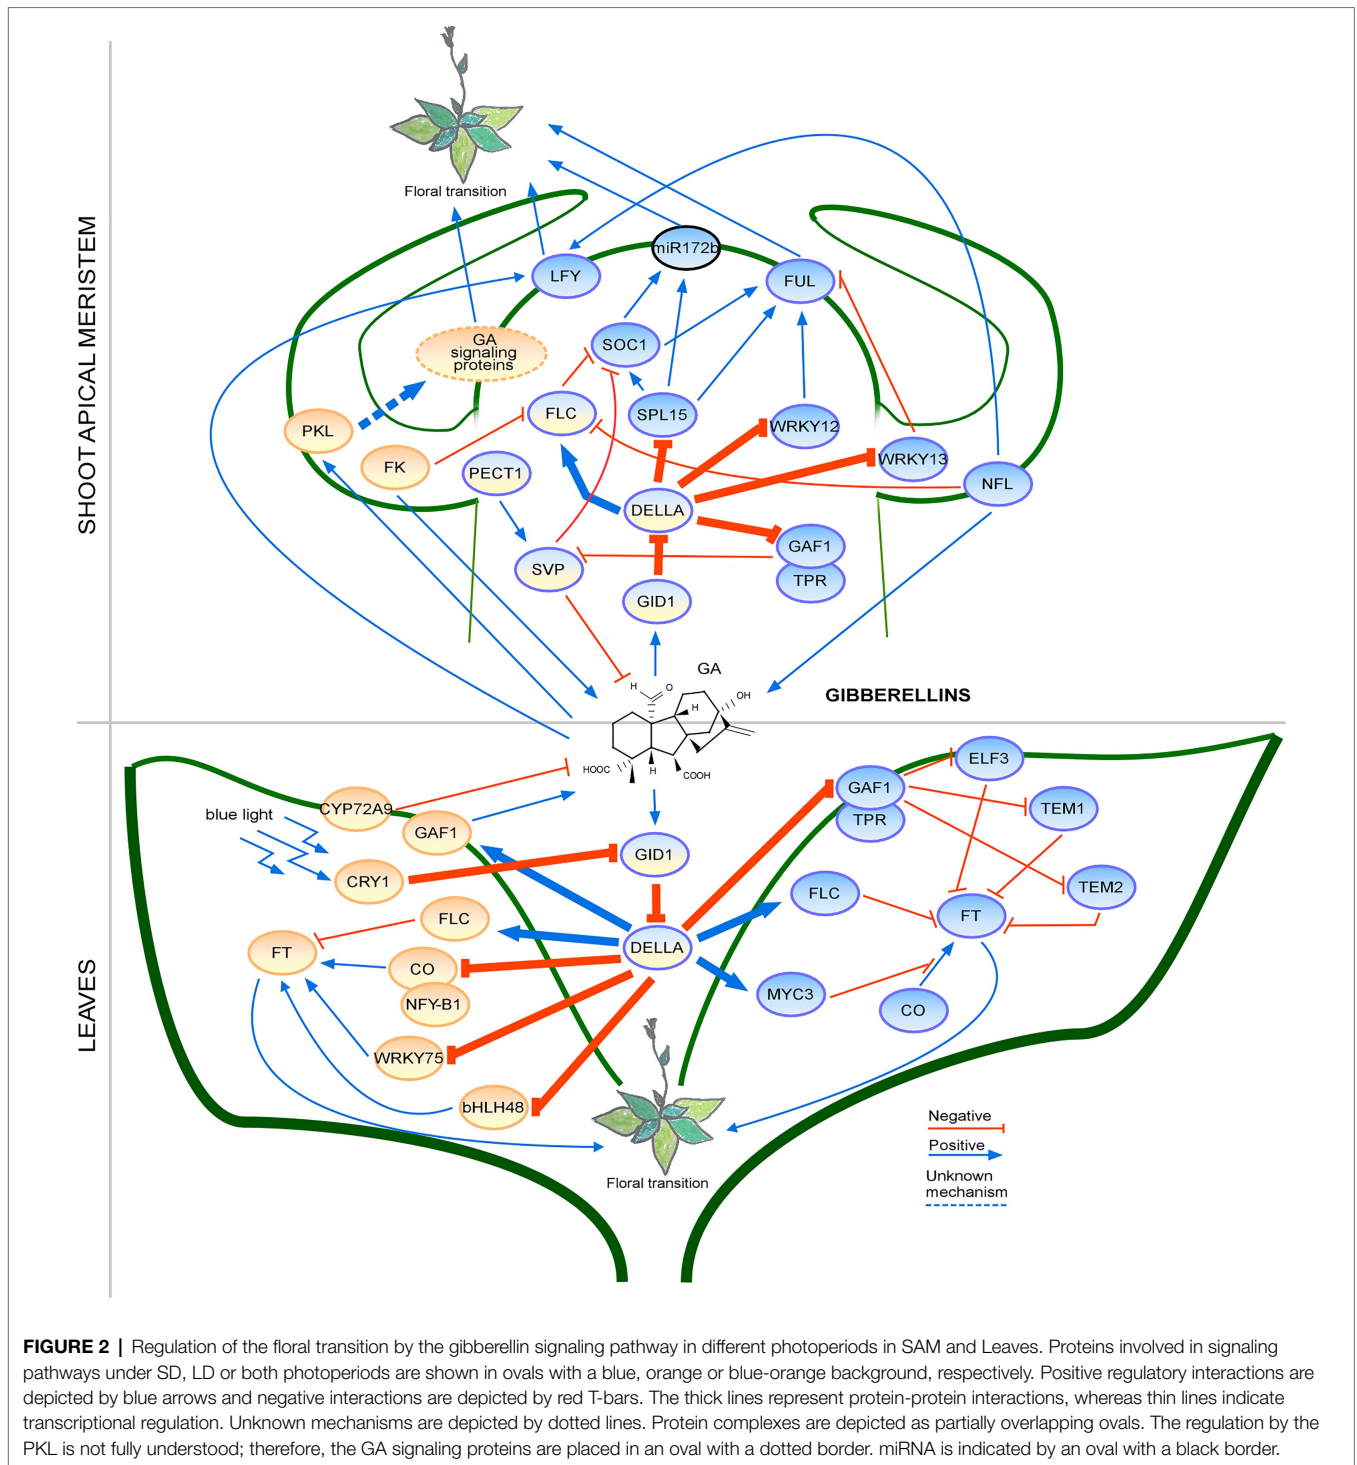 SHOOT APICAL MERISTEM
Floral transition
miR172b
LFY
FUL
SOC1
GA
signaling
proteins
FLC
SPL15
WRKY12
PKL
WRKY13
FK
PECT1
NFL
DELLA
GAF1
TPR
SVP
GID1
GA
GIBBERELLINS
H
O
OH
H
H
HOOC
COOH
LEAVES
ELF3
CYP72A9
blue light
GAF1
GAF1
TPR
TEM1
GID1
CRY1
FLC
TEM2
FLC
FT
DELLA
FT
CO
NFY-B1
MYC3
CO
WRKY75
bHLH48
Floral transition
Negative
Positive
Unknown
mechanism
FIGURE 2 | Regulation of the floral transition by the gibberellin signaling pathway in different photoperiods in SAM and Leaves. Proteins involved in signaling
pathways under SD, LD or both photoperiods are shown in ovals with a blue, orange or blue-orange background, respectively. Positive regulatory interactions are
depicted by blue arrows and negative interactions are depicted by red T-bars. The thick lines represent protein-protein interactions, whereas thin lines indicate
transcriptional regulation. Unknown mechanisms are depicted by dotted lines. Protein complexes are depicted as partially overlapping ovals. The regulation by the
PKL is not fully understood; therefore, the GA signaling proteins are placed in an oval with a dotted border. miRNA is indicated by an oval with a black border.